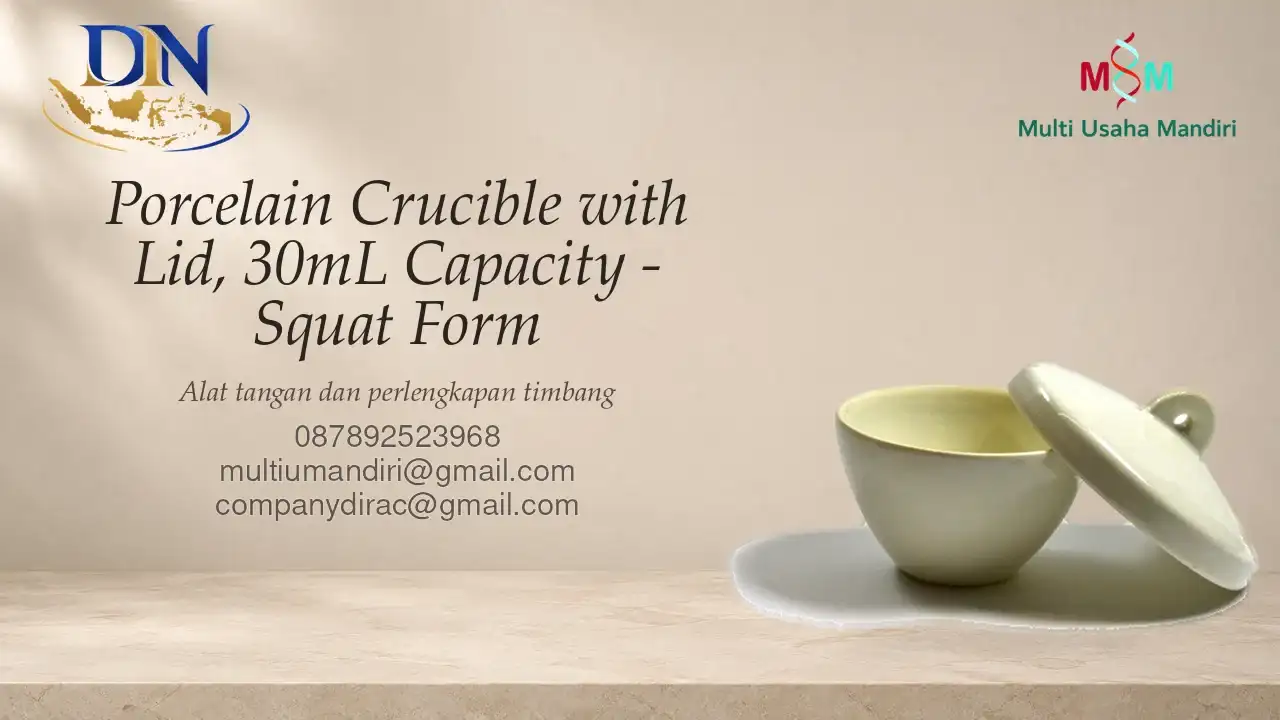 DN
M M
Multi Usaha Mandiri
Porcelain Crucible with
Lid, 30mL Capacity -
Squat Form
Alat tangan dan perlengkapan timbang
087892523968
multiumandiri@gmail.com
companydirac@gmail.com